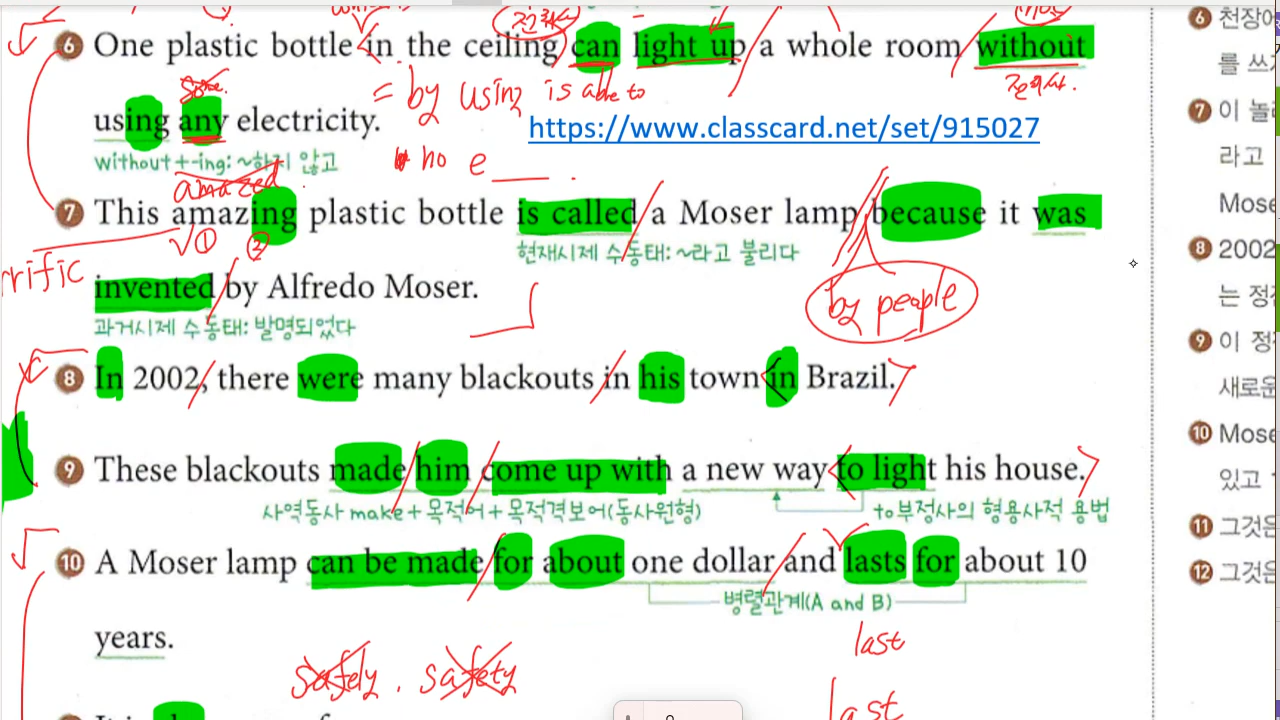 전치사
6 One plastic bottle in the ceiling can light up a whole room without
some
= by using is able to
전치사.
using any electricity.
https://www.classcard.net/set/915027
without + -ing: ~하지 않고
no e___.
amazed
7 This amazing plastic bottle is called a Moser lamp because it was
① ②
현재시제 수동태: ~라고 불리다
rrific
invented by Alfredo Moser.
by people
과거시제 수동태: 발명되었다
8 In 2002, there were many blackouts in his town in Brazil.
9 These blackouts made him come up with a new way to light his house.
사역동사 make + 목적어 + 목적격보어(동사원형)
to부정사의 형용사적 용법
10 A Moser lamp can be made for about one dollar and lasts for about 10
병렬관계(A and B)
years.
last
safely. safety
last
6 천장에
를 쓰지
7 이 놀
라고
Mose
8 2002
는 정전
9 이 정
새로운
10 Mose
있고
11 그것은
12 그것은